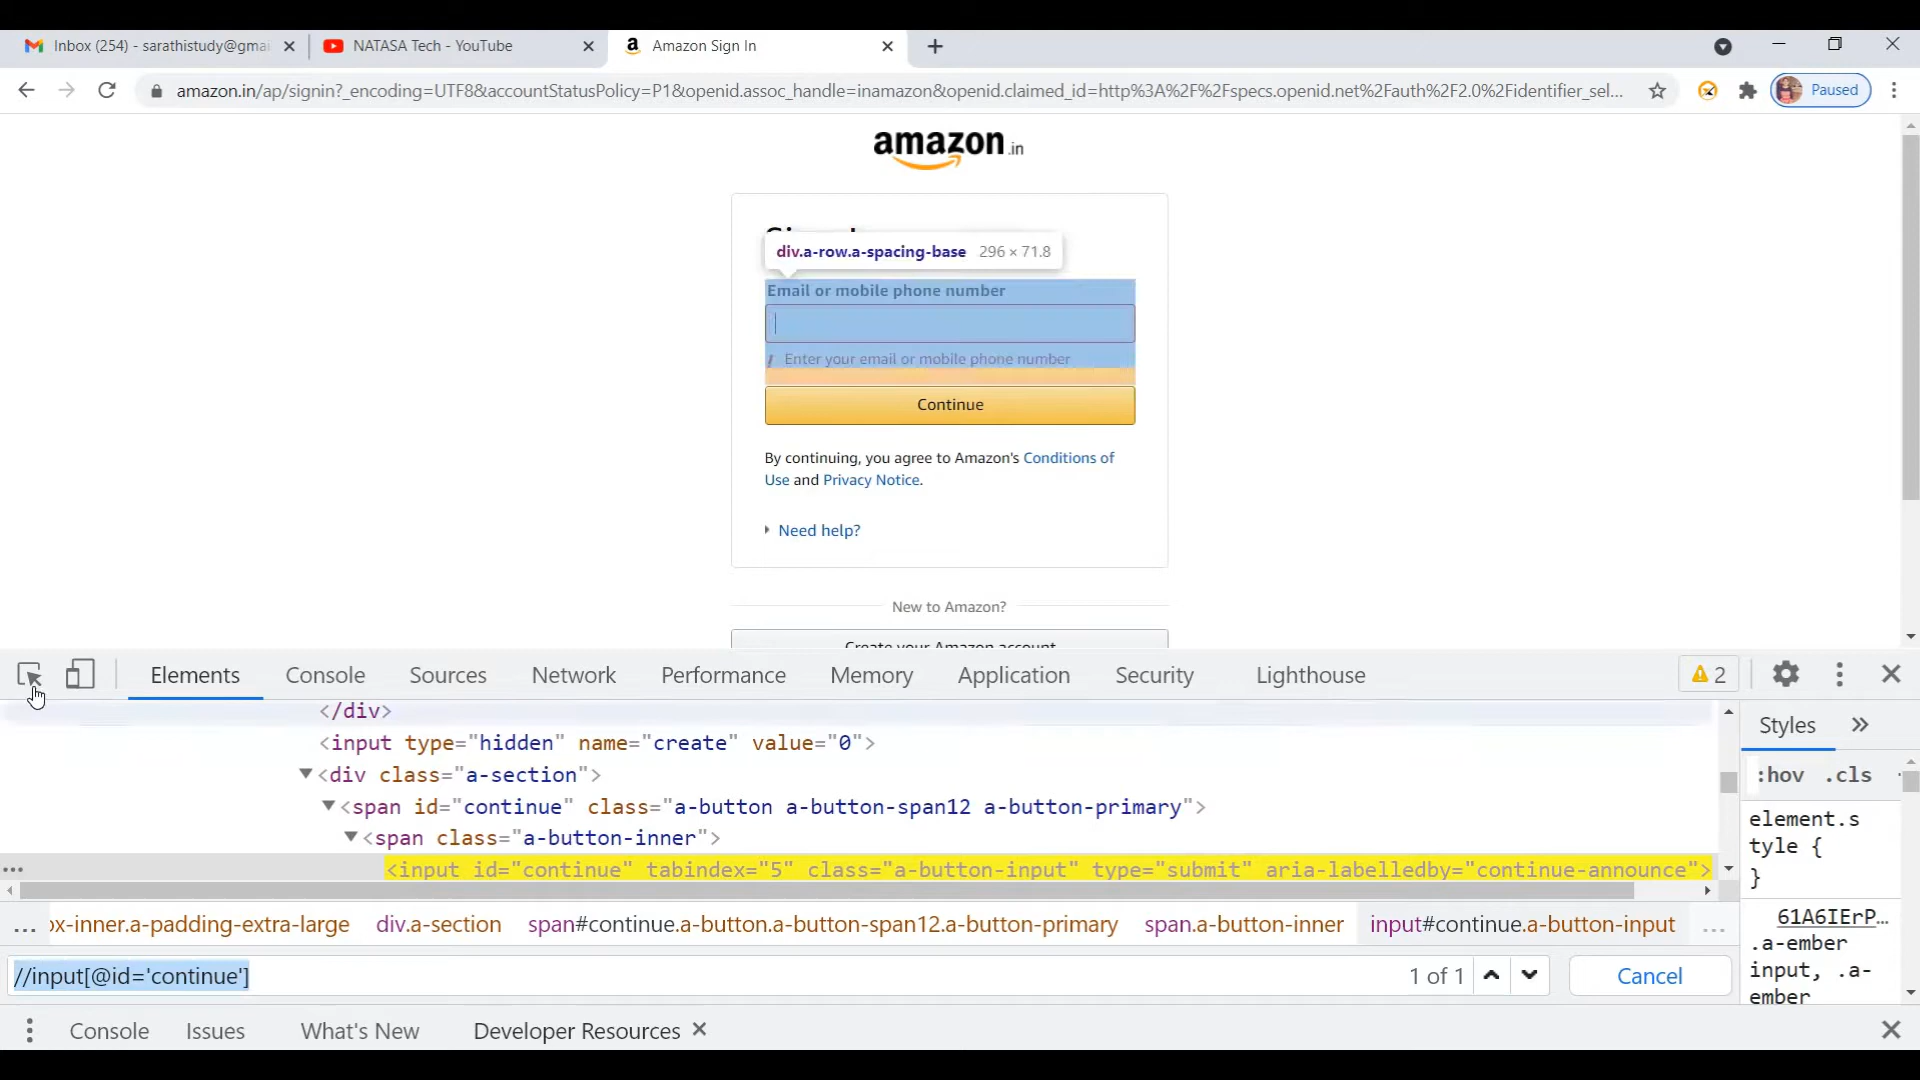 Inbox (254) - sarathistudy@gmai
NATASA Tech - YouTube
Amazon Sign In
amazon.in/ap/signin?_encoding=UTF8&accountStatusPolicy=P1&openid.assoc_handle=inamazon&openid.claimed_id=http%3A%2F%2Fspecs.openid.net%2Fauth%2F2.0%2Fidentifier_sel...
Paused
amazon.in
div.a-row.a-spacing-base 296 × 71.8
Email or mobile phone number
Enter your email or mobile phone number
Continue
By continuing, you agree to Amazon's Conditions of
Use and Privacy Notice.
Need help?
New to Amazon?
Create your Amazon account
Elements Console Sources Network Performance Memory Application Security Lighthouse 2
</div>
<input type="hidden" name="create" value="0">
<div class="a-section">
<span id="continue" class="a-button a-button-span12 a-button-primary">
<span class="a-button-inner">
<input id="continue" tabindex="5" class="a-button-input" type="submit" aria-labelledby="continue-announce">
Styles
:hov .cls
element.s
tyle {
}
61A6IErP…
.a-ember
input, .a-
ember
... ox-inner.a-padding-extra-large div.a-section span#continue.a-button.a-button-span12.a-button-primary span.a-button-inner input#continue.a-button-input ...
//input[@id='continue'] 1 of 1 Cancel
Console Issues What's New Developer Resources